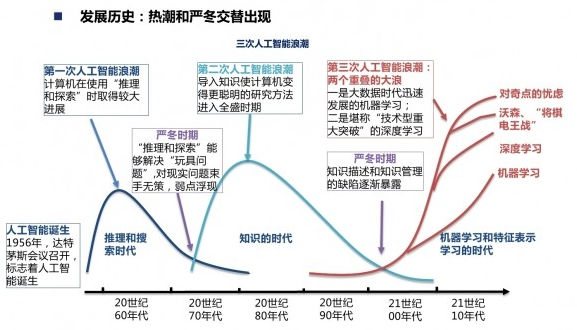 发展历史：热潮和严冬交替出现
三次人工智能浪潮
第一次人工智能浪潮
计算机在使用“推理
和探索”时取得较大
进展
第二次人工智能浪潮
导入知识使计算机变
得更聪明的研究方法
进入全盛时期
第三次人工智能浪潮：
两个重叠的大浪
一是大数据时代迅速
发展的机器学习；
二是堪称“技术型重
大突破”的深度学习
对奇点的忧虑
沃森、“将棋
电王战”
深度学习
机器学习
严冬时期
“推理和探索”能
够解决“玩具问
题”,对现实问题束
手无策，弱点浮现
严冬时期
知识描述和知识管理
的缺陷逐渐暴露
人工智能诞生
1956年，达特
茅斯会议召开，
标志着人工智
能诞生
推理和搜
索时代
知识的时代
机器学习和特征表示
学习的时代
20世纪
60年代
20世纪
70年代
20世纪
80年代
20世纪
90年代
21世纪
00年代
21世纪
10年代